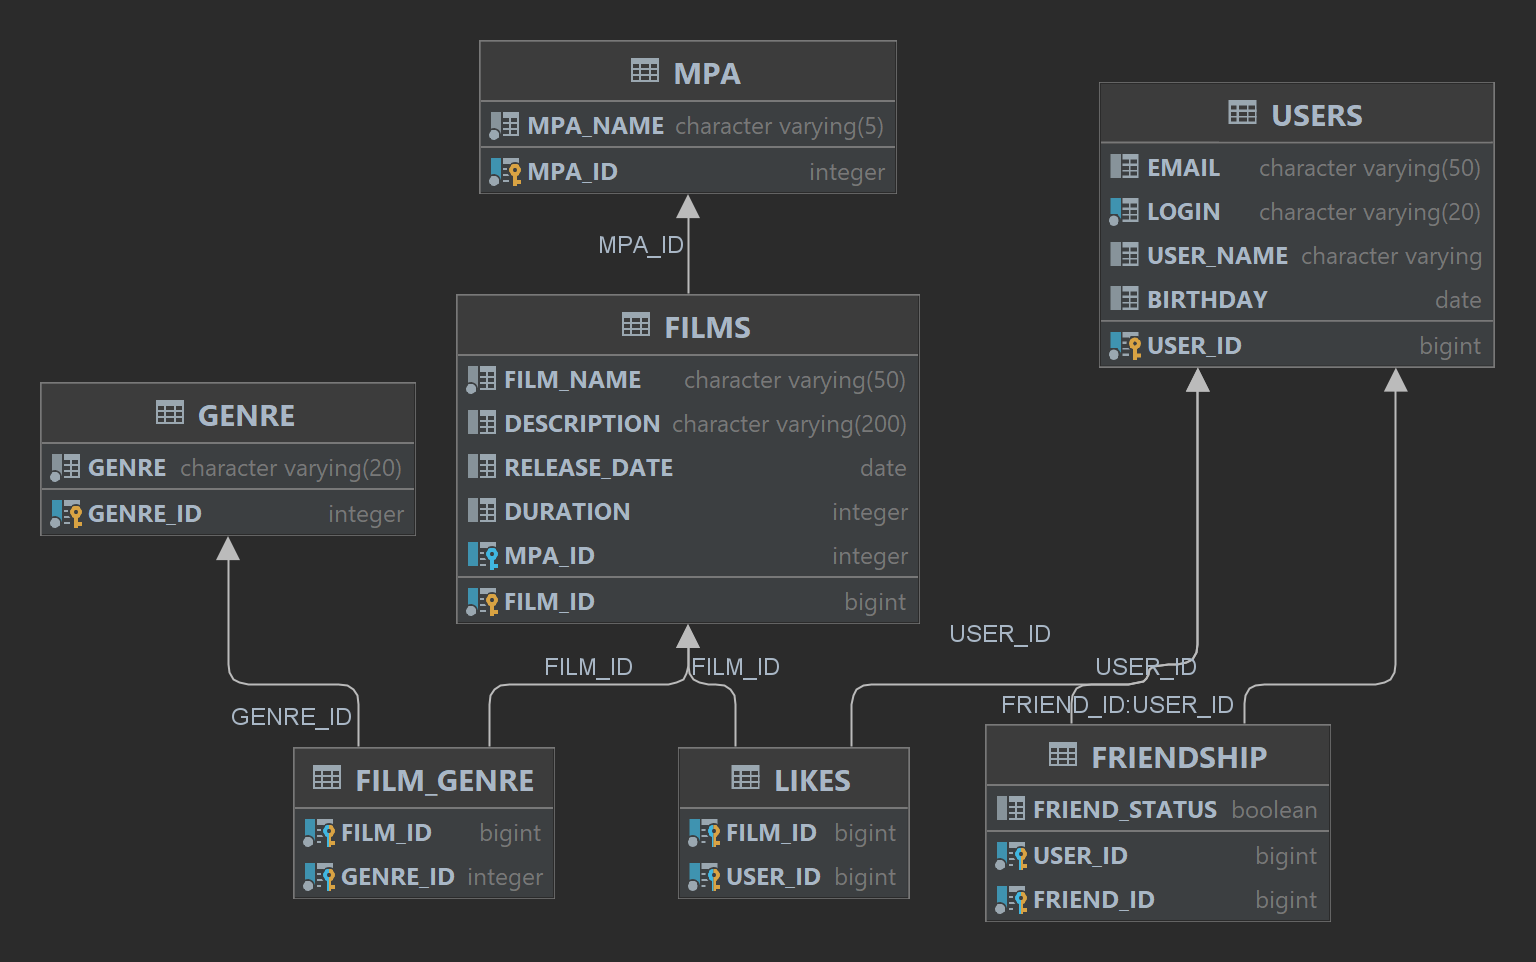 MPA
MPA_NAME character varying(5)
MPA_ID integer
USERS
EMAIL character varying(50)
LOGIN character varying(20)
USER_NAME character varying
BIRTHDAY date
USER_ID bigint
MPA_ID
FILMS
FILM_NAME character varying(50)
DESCRIPTION character varying(200)
RELEASE_DATE date
DURATION integer
MPA_ID integer
FILM_ID bigint
GENRE
GENRE character varying(20)
GENRE_ID integer
USER_ID
FILM_ID
FILM_ID
USER_ID
GENRE_ID
FRIEND_ID:USER_ID
FILM_GENRE
FILM_ID bigint
GENRE_ID integer
LIKES
FILM_ID bigint
USER_ID bigint
FRIENDSHIP
FRIEND_STATUS boolean
USER_ID bigint
FRIEND_ID bigint